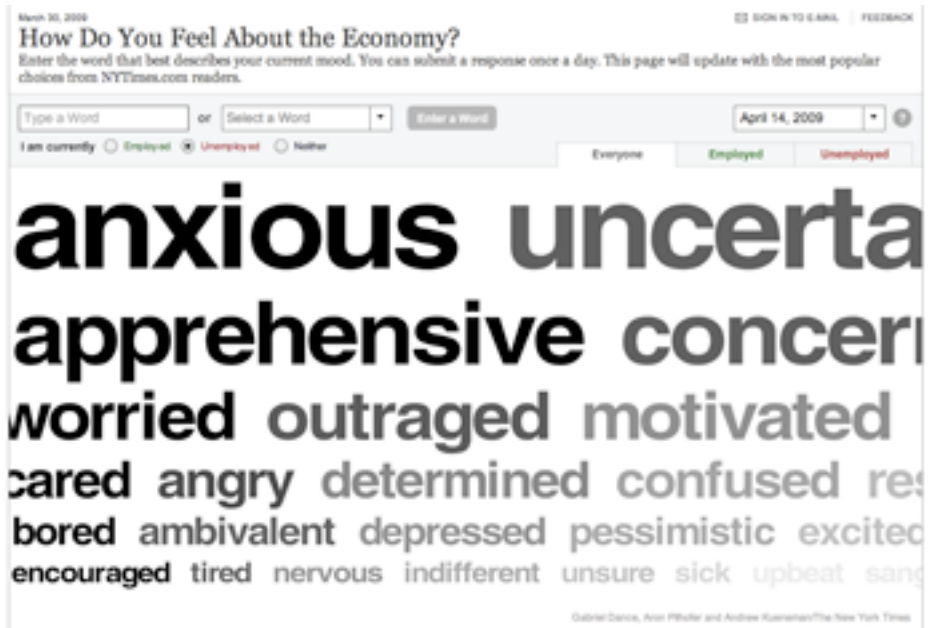 March 30, 2009
SIGN IN TO E-MAIL FEEDBACK
How Do You Feel About the Economy?
Enter the word that best describes your current mood. You can submit a response once a day. This page will update with the most popular
choices from NYTimes.com readers.
Type a Word or Select a Word Enter a Word April 14, 2009 ?
I am currently Employed Unemployed Neither
Everyone Employed Unemployed
anxious uncerta
apprehensive concer
worried outraged motivated
cared angry determined confused res
bored ambivalent depressed pessimistic excited
encouraged tired nervous indifferent unsure sick upbeat sang
Gabriel Dance, Aron Pilhofer and Andrew Kueneman/The New York Times